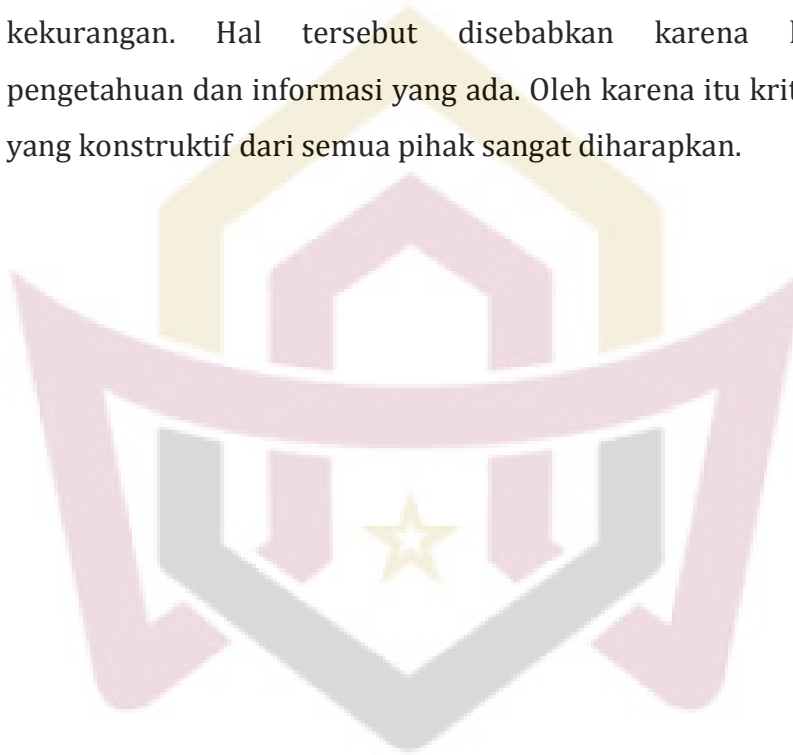 kekurangan. Hal tersebut disebabkan karena
pengetahuan dan informasi yang ada. Oleh karena itu
yang konstruktif dari semua pihak sangat diharapkan.